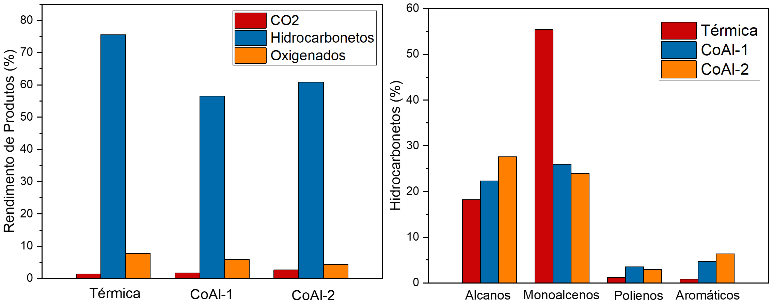 Rendimento de Produtos (%)
80
70
60
50
40
30
20
10
0
CO2
Hidrocarbonetos
Oxigenados
Térmica
CoAl-1
CoAl-2
Hidrocarbonetos (%)
60
50
40
30
20
10
0
Térmica
CoAl-1
CoAl-2
Alcanos
Monoalcenos
Polienos
Aromáticos